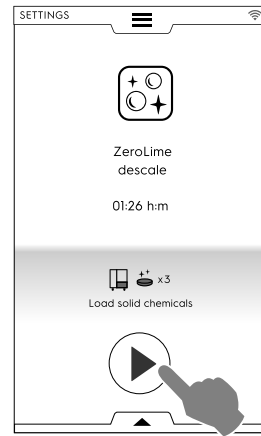 SETTINGS
ZeroLime
descale
01:26 h:m
x3
Load solid chemicals